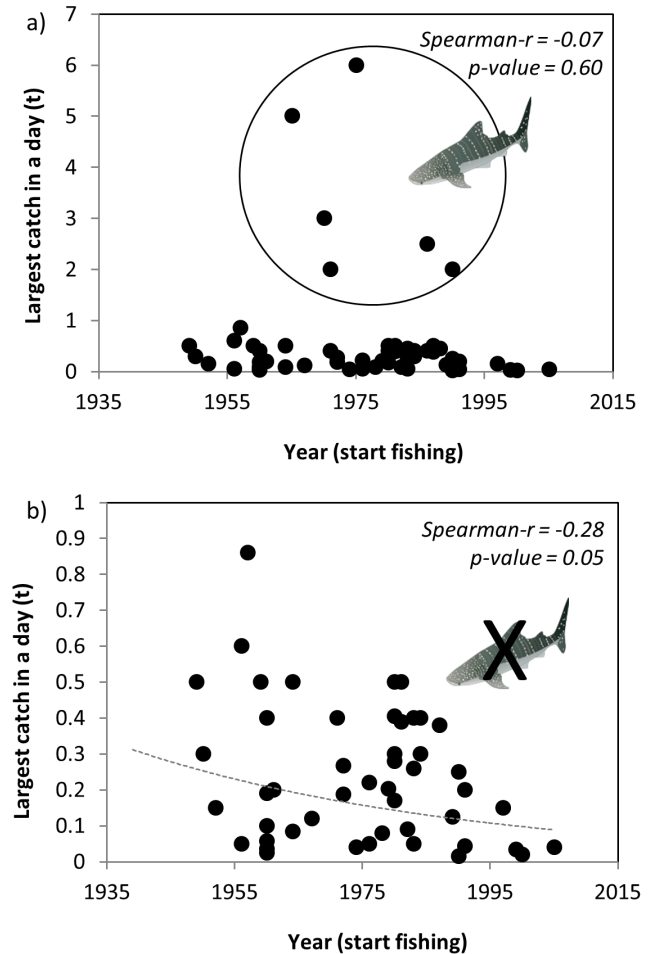 a)
Spearman-r = -0.07
p-value = 0.60
Largest catch in a day (t)
7
6
5
4
3
2
1
0
1935 1955 1975 1995 2015
Year (start fishing)
b)
Spearman-r = -0.28
p-value = 0.05
X
Largest catch in a day (t)
1
0.9
0.8
0.7
0.6
0.5
0.4
0.3
0.2
0.1
0
1935 1955 1975 1995 2015
Year (start fishing)